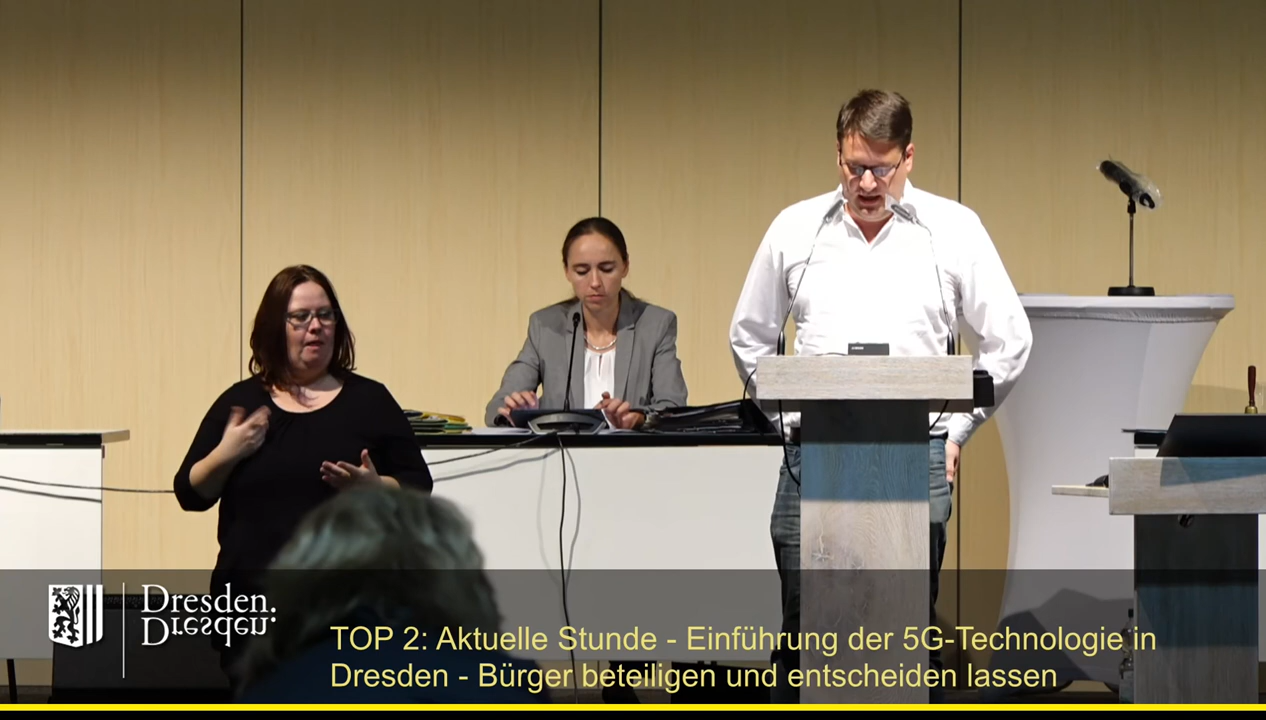 Dresden.
Dresden.
TOP 2: Aktuelle Stunde - Einführung der 5G-Technologie in
Dresden - Bürger beteiligen und entscheiden lassen